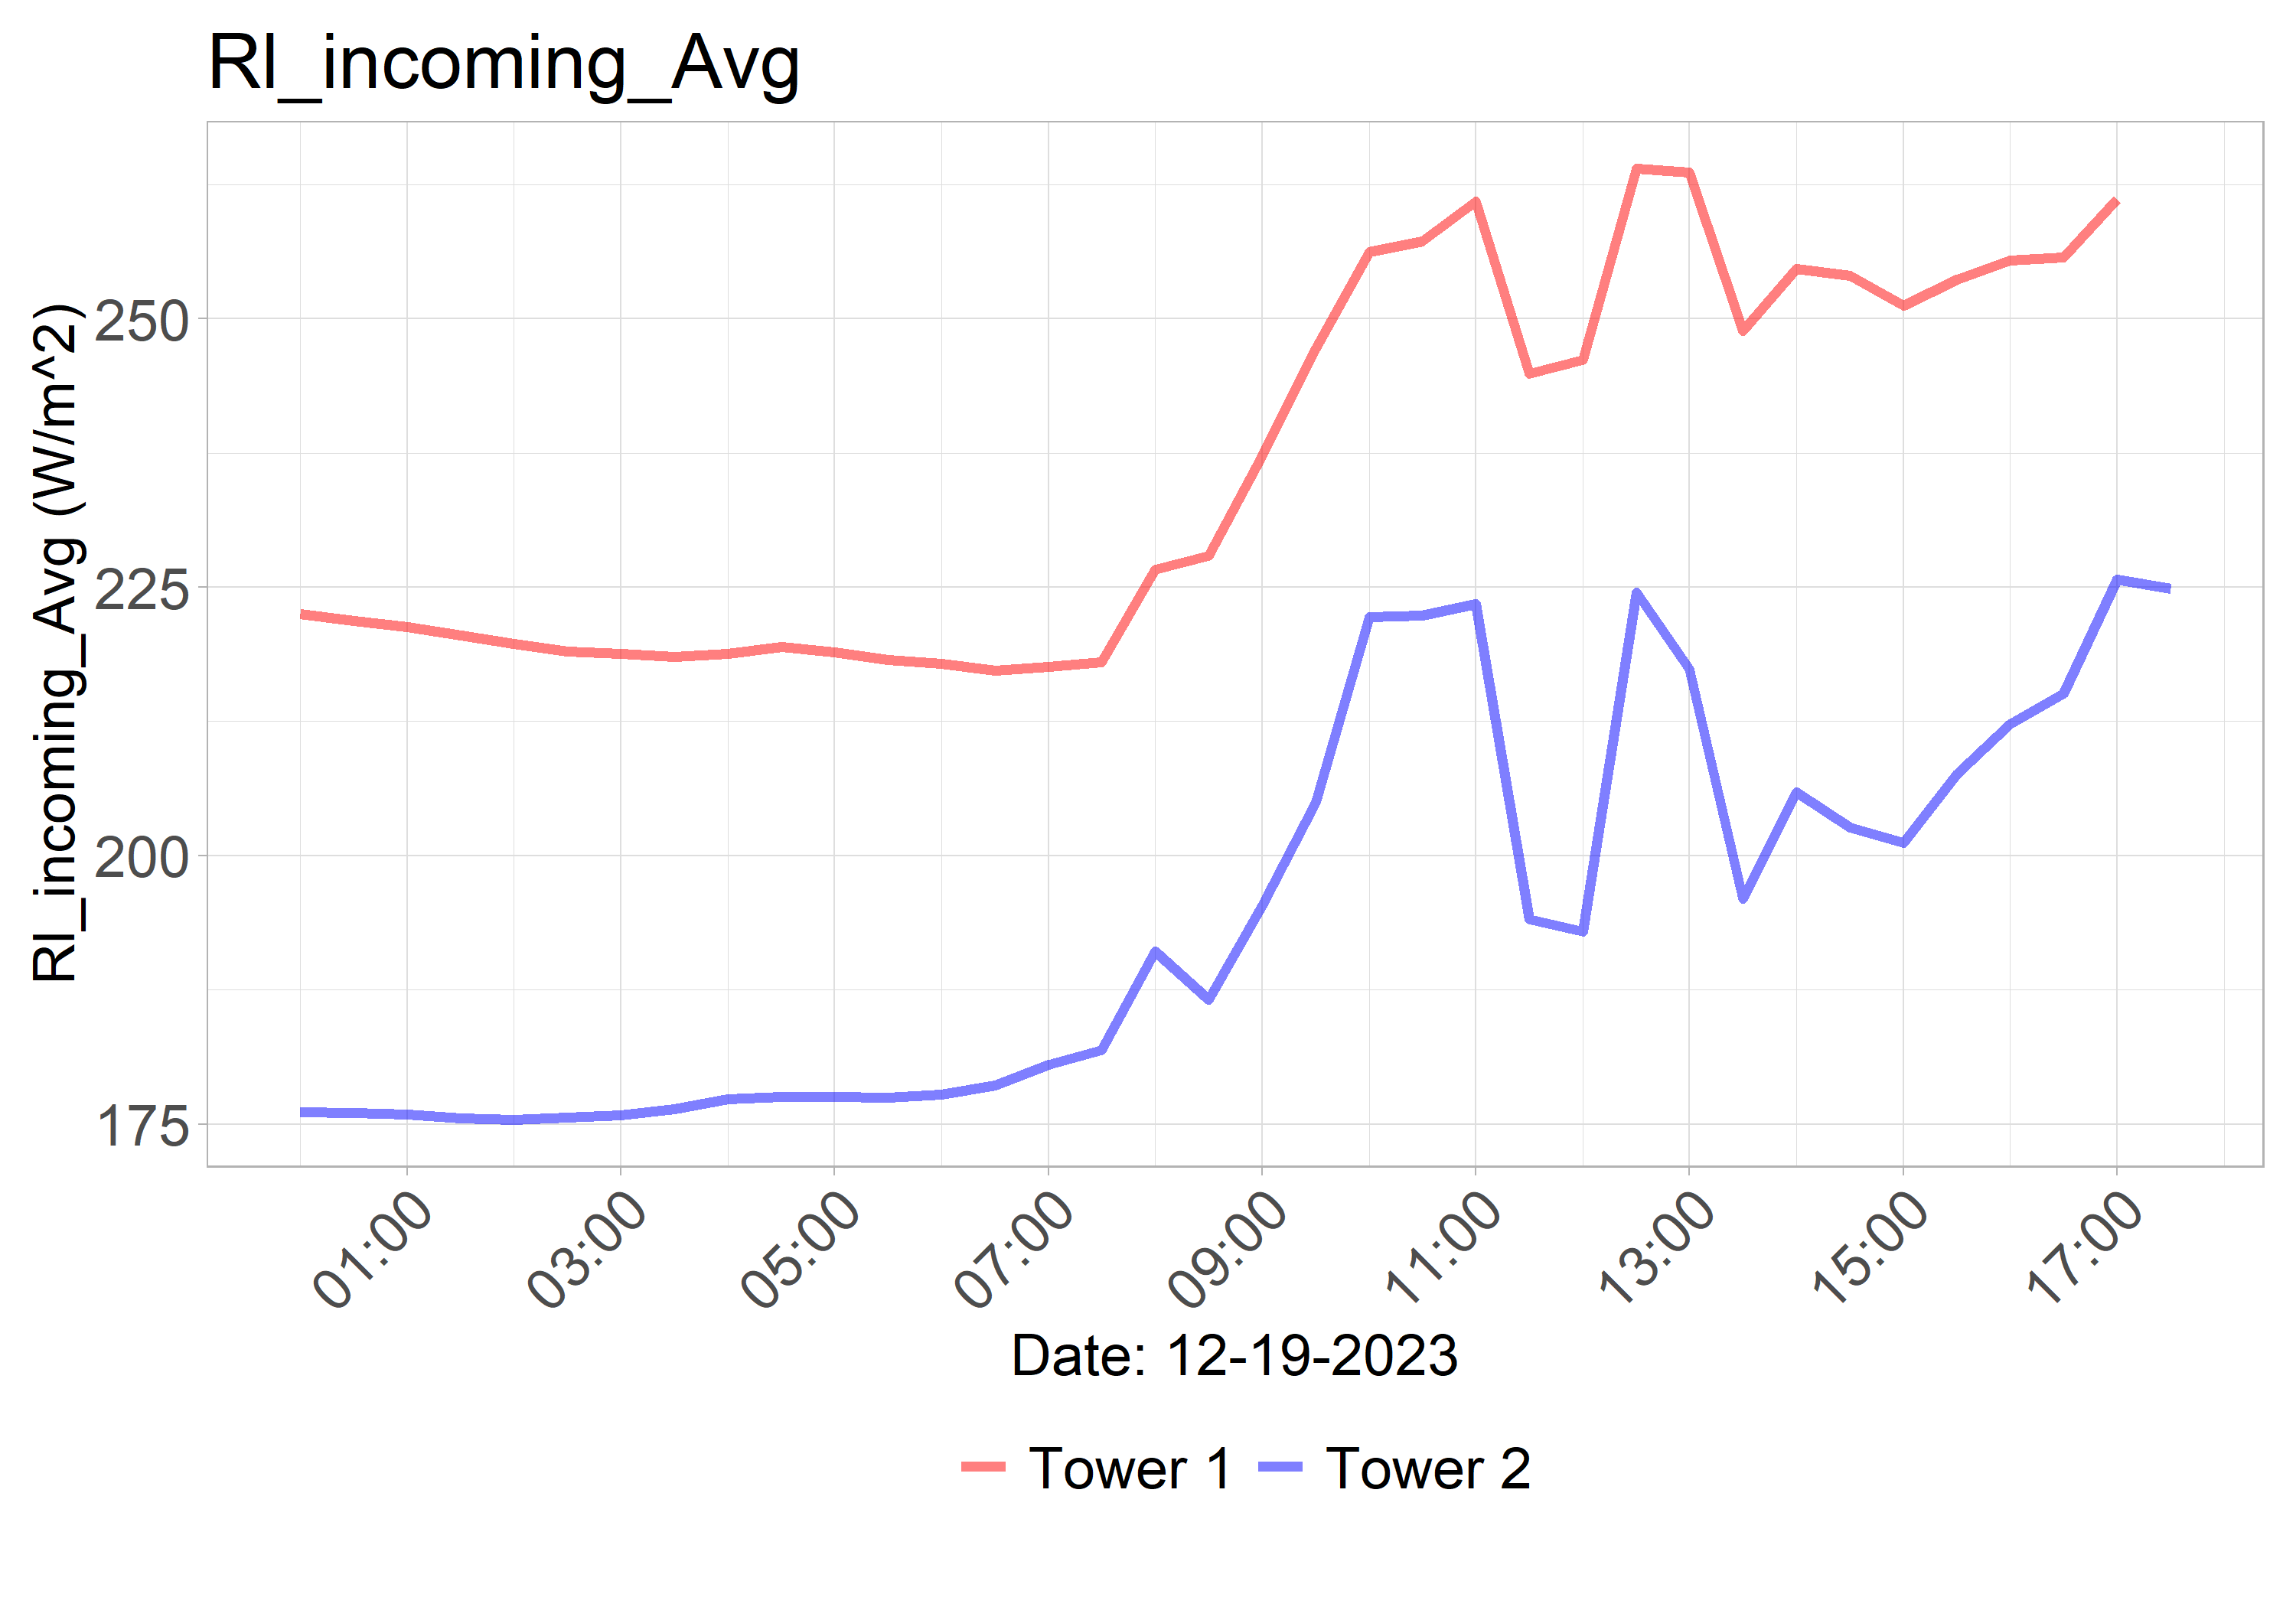 Rl_incoming_Avg
Rl_incoming_Avg (W/m^2)
250
225
200
175
01:00 03:00 05:00 07:00 09:00 11:00 13:00 15:00 17:00
Date: 12-19-2023
Tower 1 Tower 2